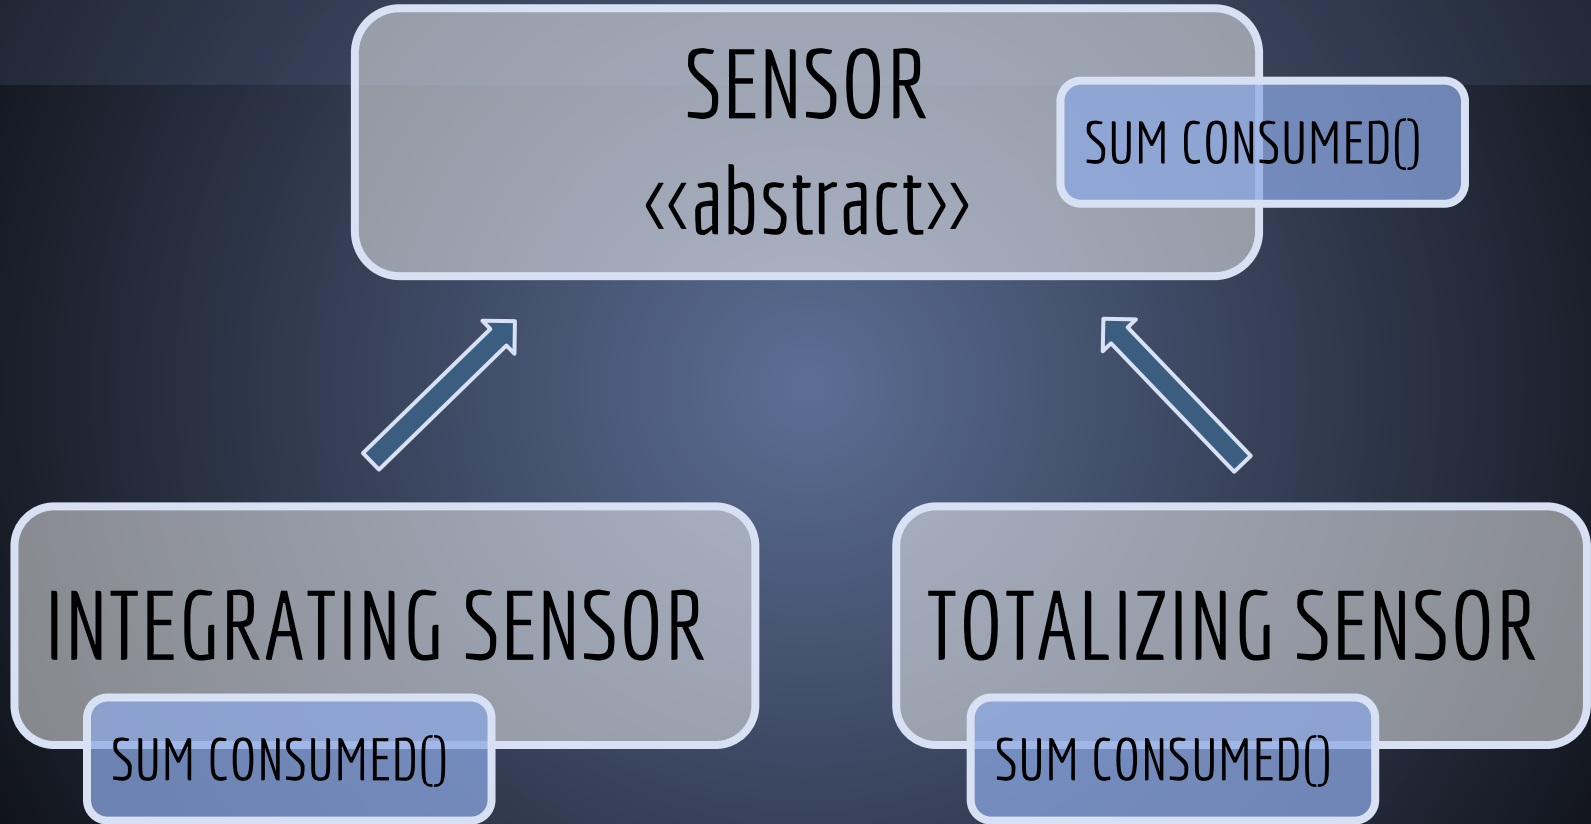 SENSOR
<<abstract>>
SUM CONSUMED()
INTEGRATING SENSOR
SUM CONSUMED()
TOTALIZING SENSOR
SUM CONSUMED()